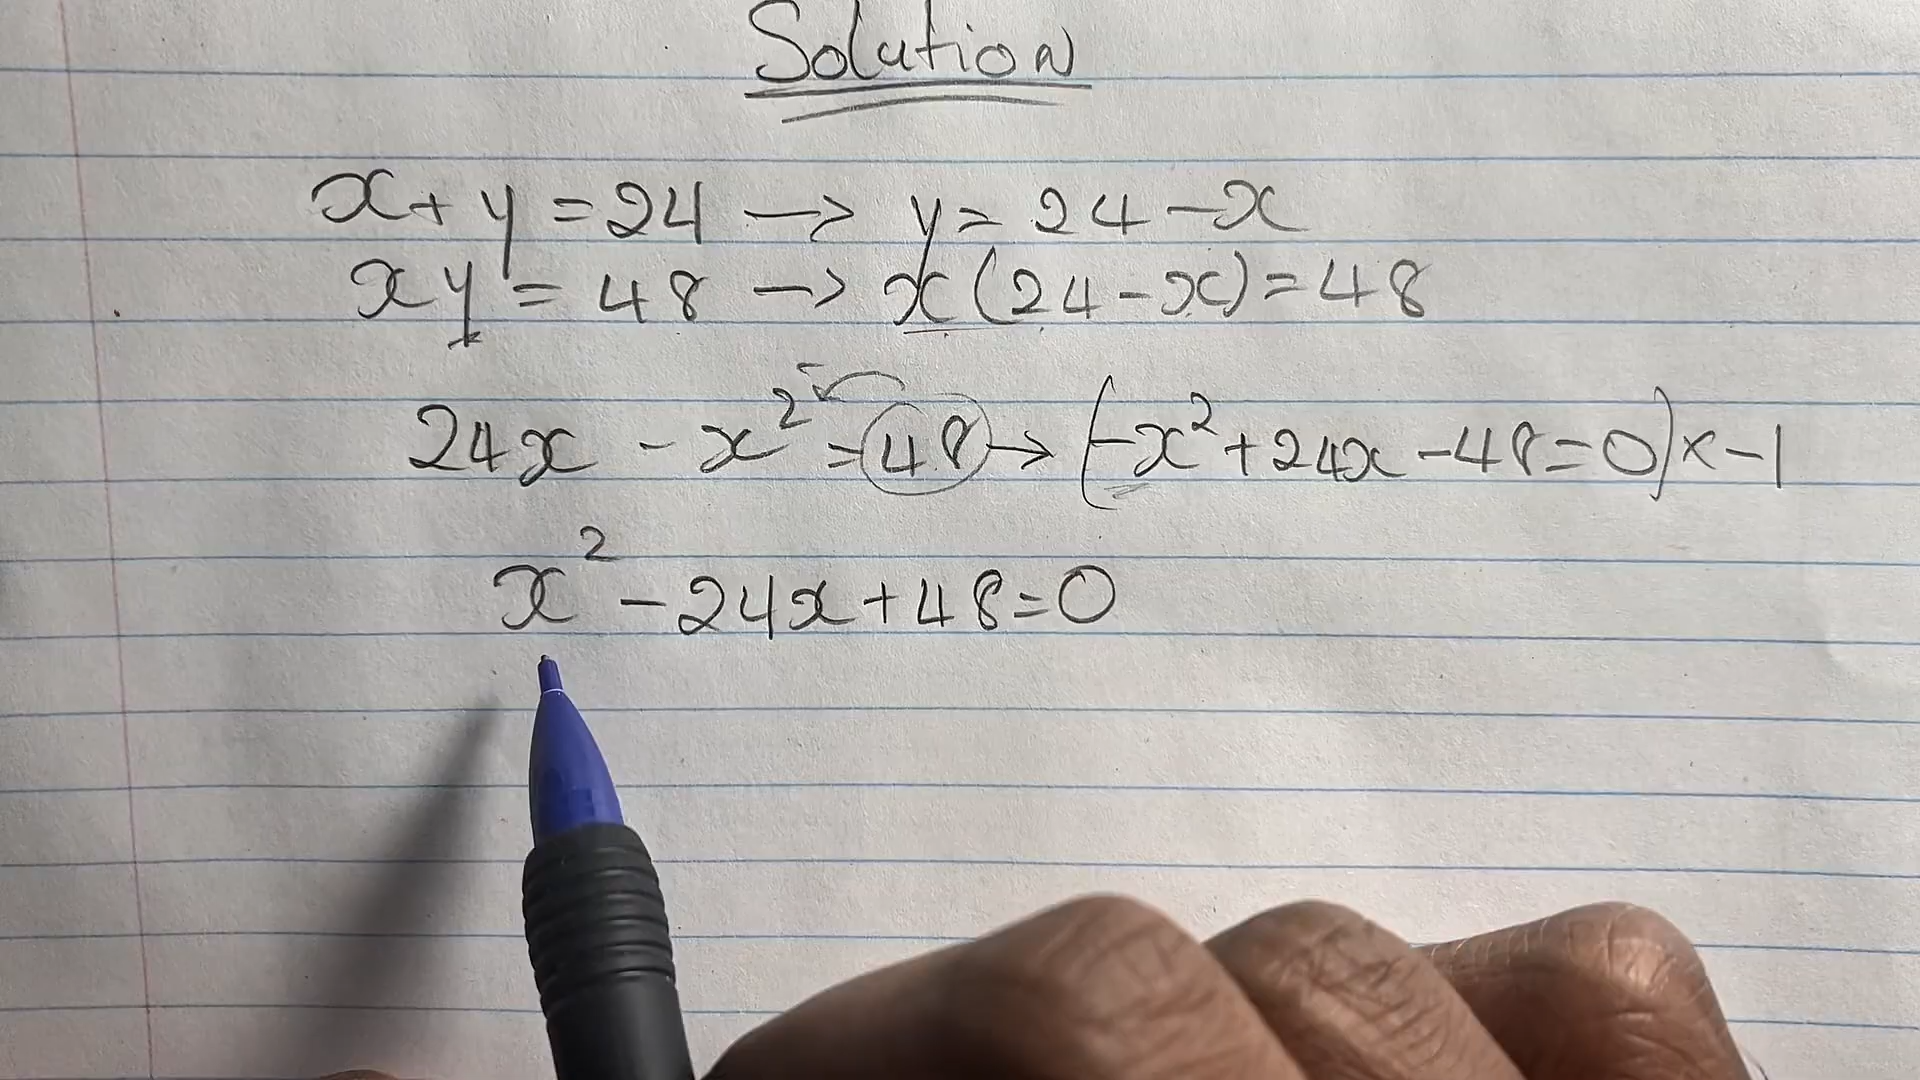 Solution
x + y = 24 → y = 24 - x
xy = 48 → x(24 - x) = 48
24x - x² = 48 → (-x² + 24x - 48 = 0) x -1
x² - 24x + 48 = 0